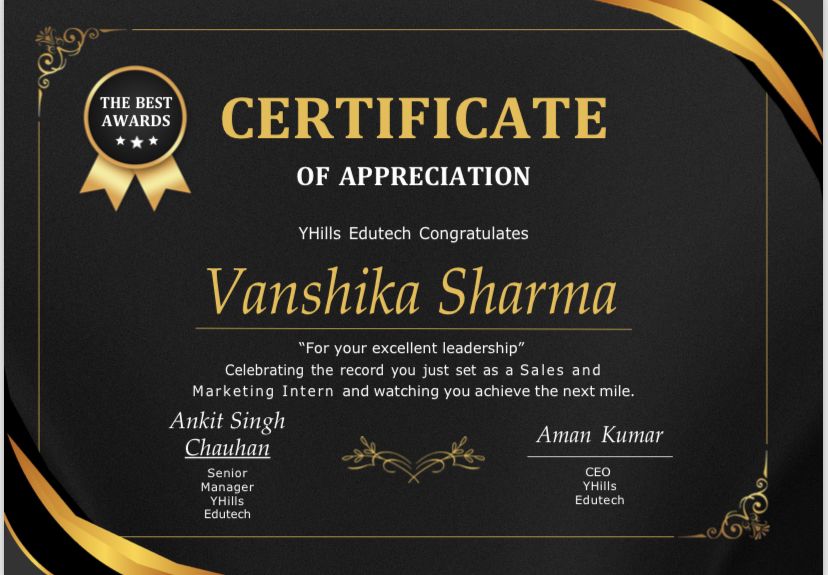 THE BEST
AWARDS
CERTIFICATE
OF APPRECIATION
YHills Edutech Congratulates
Vanshika Sharma
“For your excellent leadership”
Celebrating the record you just set as a Sales and
Marketing Intern and watching you achieve the next mile.
Ankit Singh
Chauhan
Senior
Manager
YHills
Edutech
Aman Kumar
CEO
YHills
Edutech